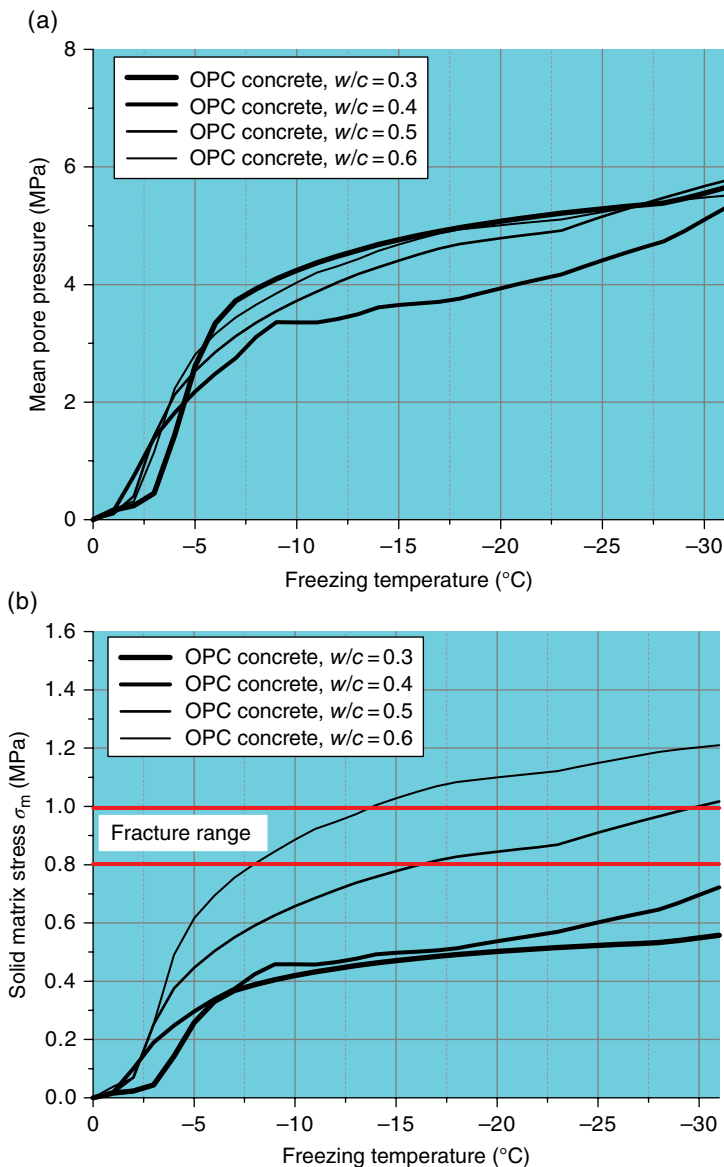 (a)
8
6
4
2
0
Mean pore pressure (MPa)
OPC concrete, w/c = 0.3
OPC concrete, w/c = 0.4
OPC concrete, w/c = 0.5
OPC concrete, w/c = 0.6
0 –5 –10 –15 –20 –25 –30
Freezing temperature (°C)
(b)
1.6
1.4
1.2
1.0
0.8
0.6
0.4
0.2
0.0
Solid matrix stress σm (MPa)
OPC concrete, w/c = 0.3
OPC concrete, w/c = 0.4
OPC concrete, w/c = 0.5
OPC concrete, w/c = 0.6
Fracture range
0 –5 –10 –15 –20 –25 –30
Freezing temperature (°C)